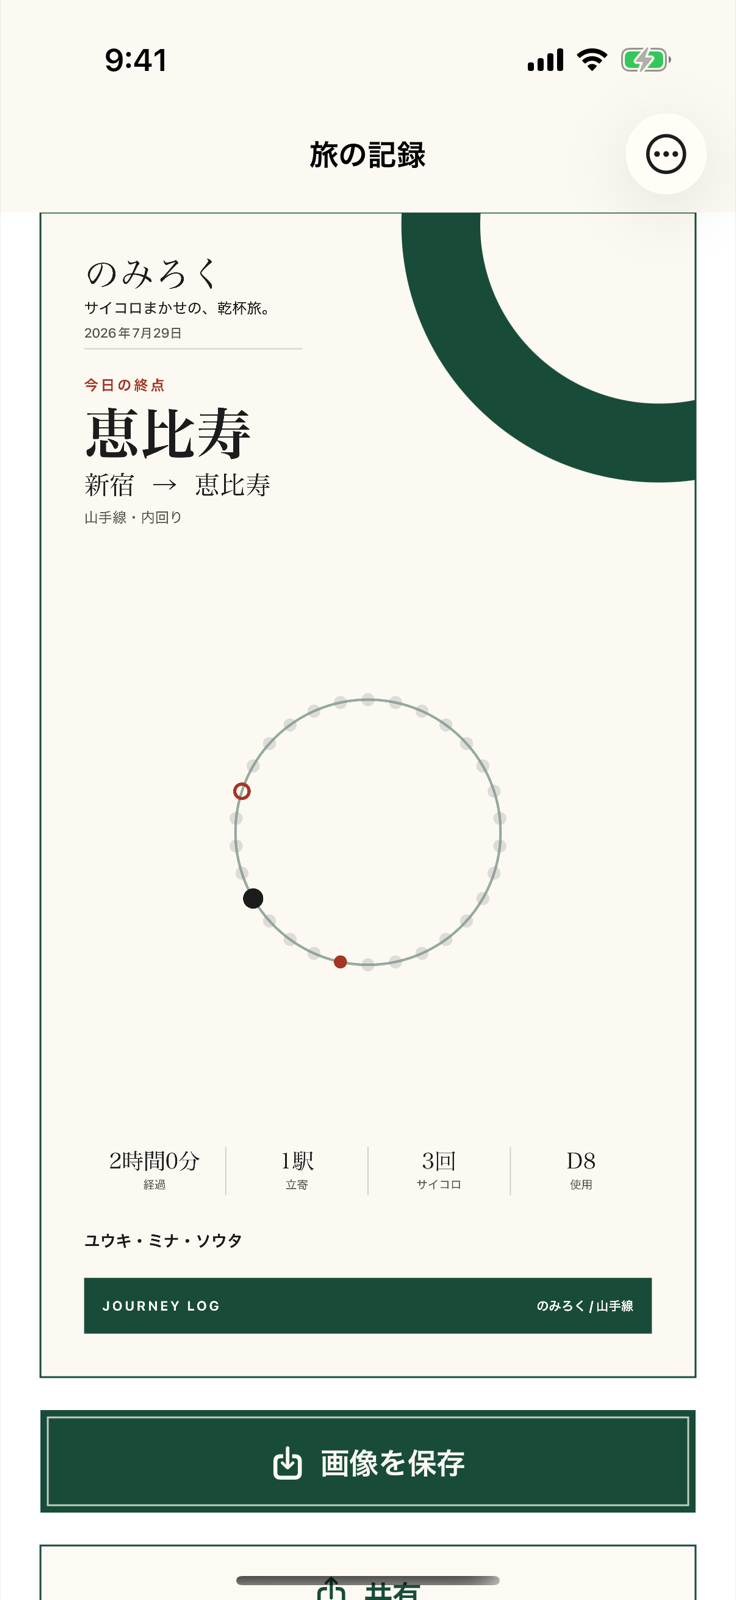 9:41
旅の記録
のみろく
サイコロまかせの、乾杯旅。
2026年7月29日
今日の終点
恵比寿
新宿 → 恵比寿
山手線・内回り
2時間0分 1駅 3回 D8
経過 立寄 サイコロ 使用
ユウキ・ミナ・ソウタ
JOURNEY LOG のみろく / 山手線
画像を保存
共有